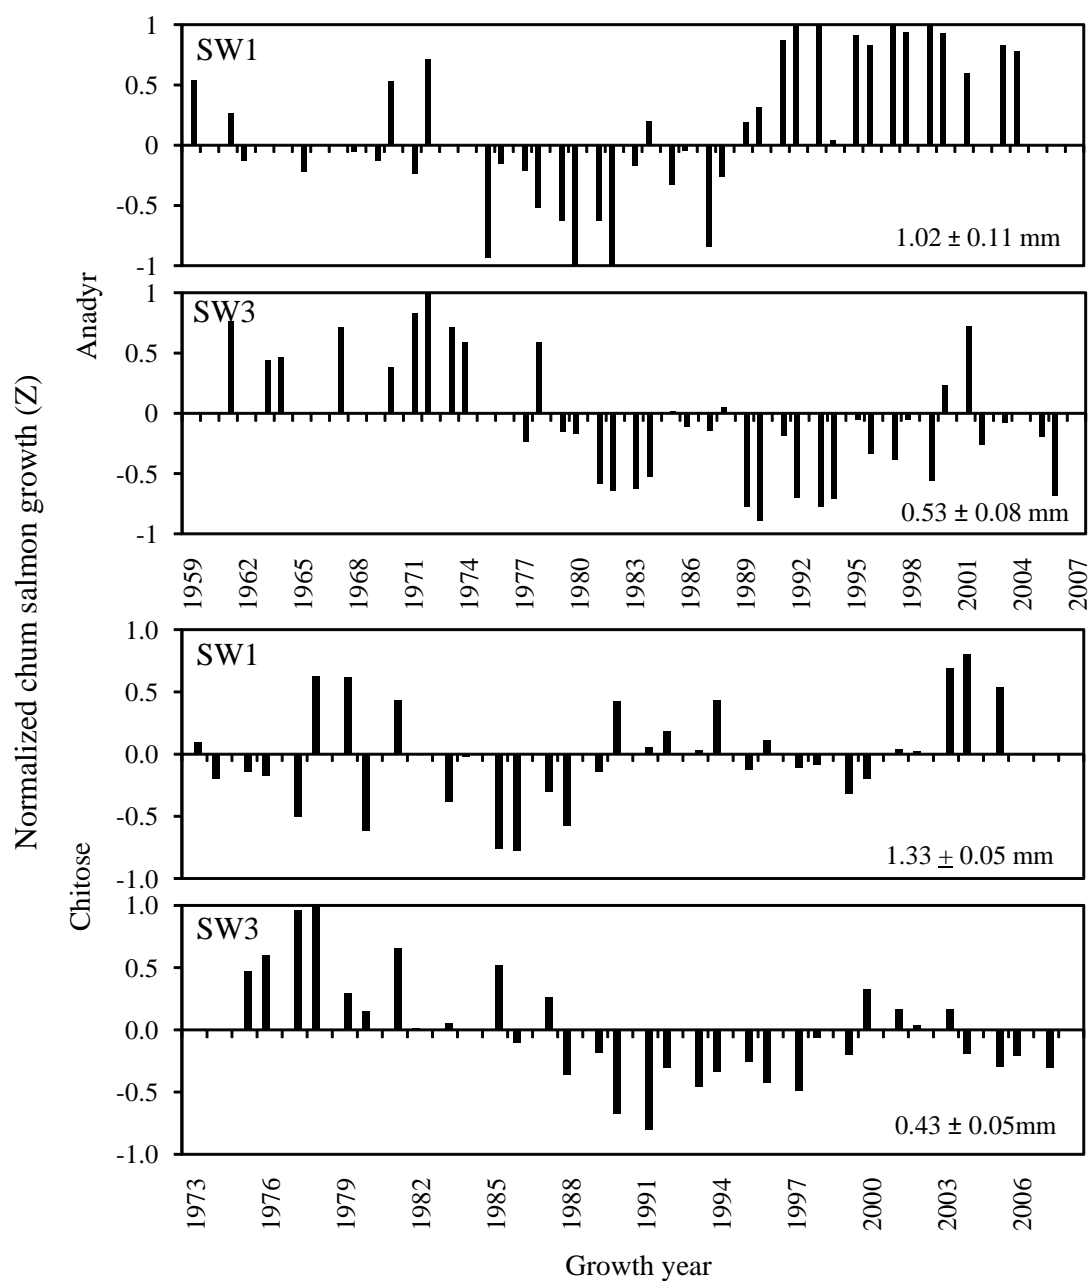 Normalized chum salmon growth (Z)
Anadyr
SW1
1
0.5
0
-0.5
-1
1.02 ± 0.11 mm
SW3
1
0.5
0
-0.5
-1
0.53 ± 0.08 mm
1959 1962 1965 1968 1971 1974 1977 1980 1983 1986 1989 1992 1995 1998 2001 2004 2007
Chitose
SW1
1.0
0.5
0.0
-0.5
-1.0
1.33 ± 0.05 mm
SW3
1.0
0.5
0.0
-0.5
-1.0
0.43 ± 0.05mm
1973 1976 1979 1982 1985 1988 1991 1994 1997 2000 2003 2006
Growth year